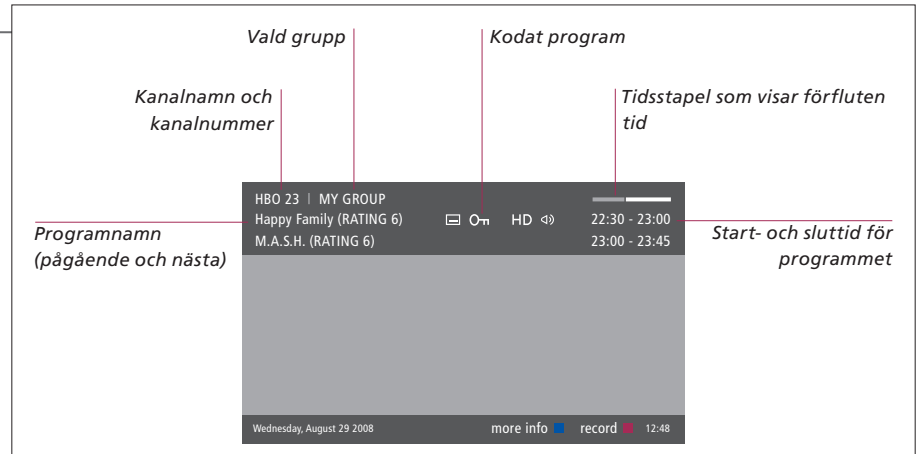 Vald grupp
Kodat program
Kanalnamn och
kanalnummer
Tidsstapel som visar förfluten
tid
HBO 23 | MY GROUP
Happy Family (RATING 6) HD 22:30 - 23:00
M.A.S.H. (RATING 6) 23:00 - 23:45
Programnamn
(pågående och nästa)
Start- och sluttid för
programmet
Wednesday, August 29 2008 more info record 12:48